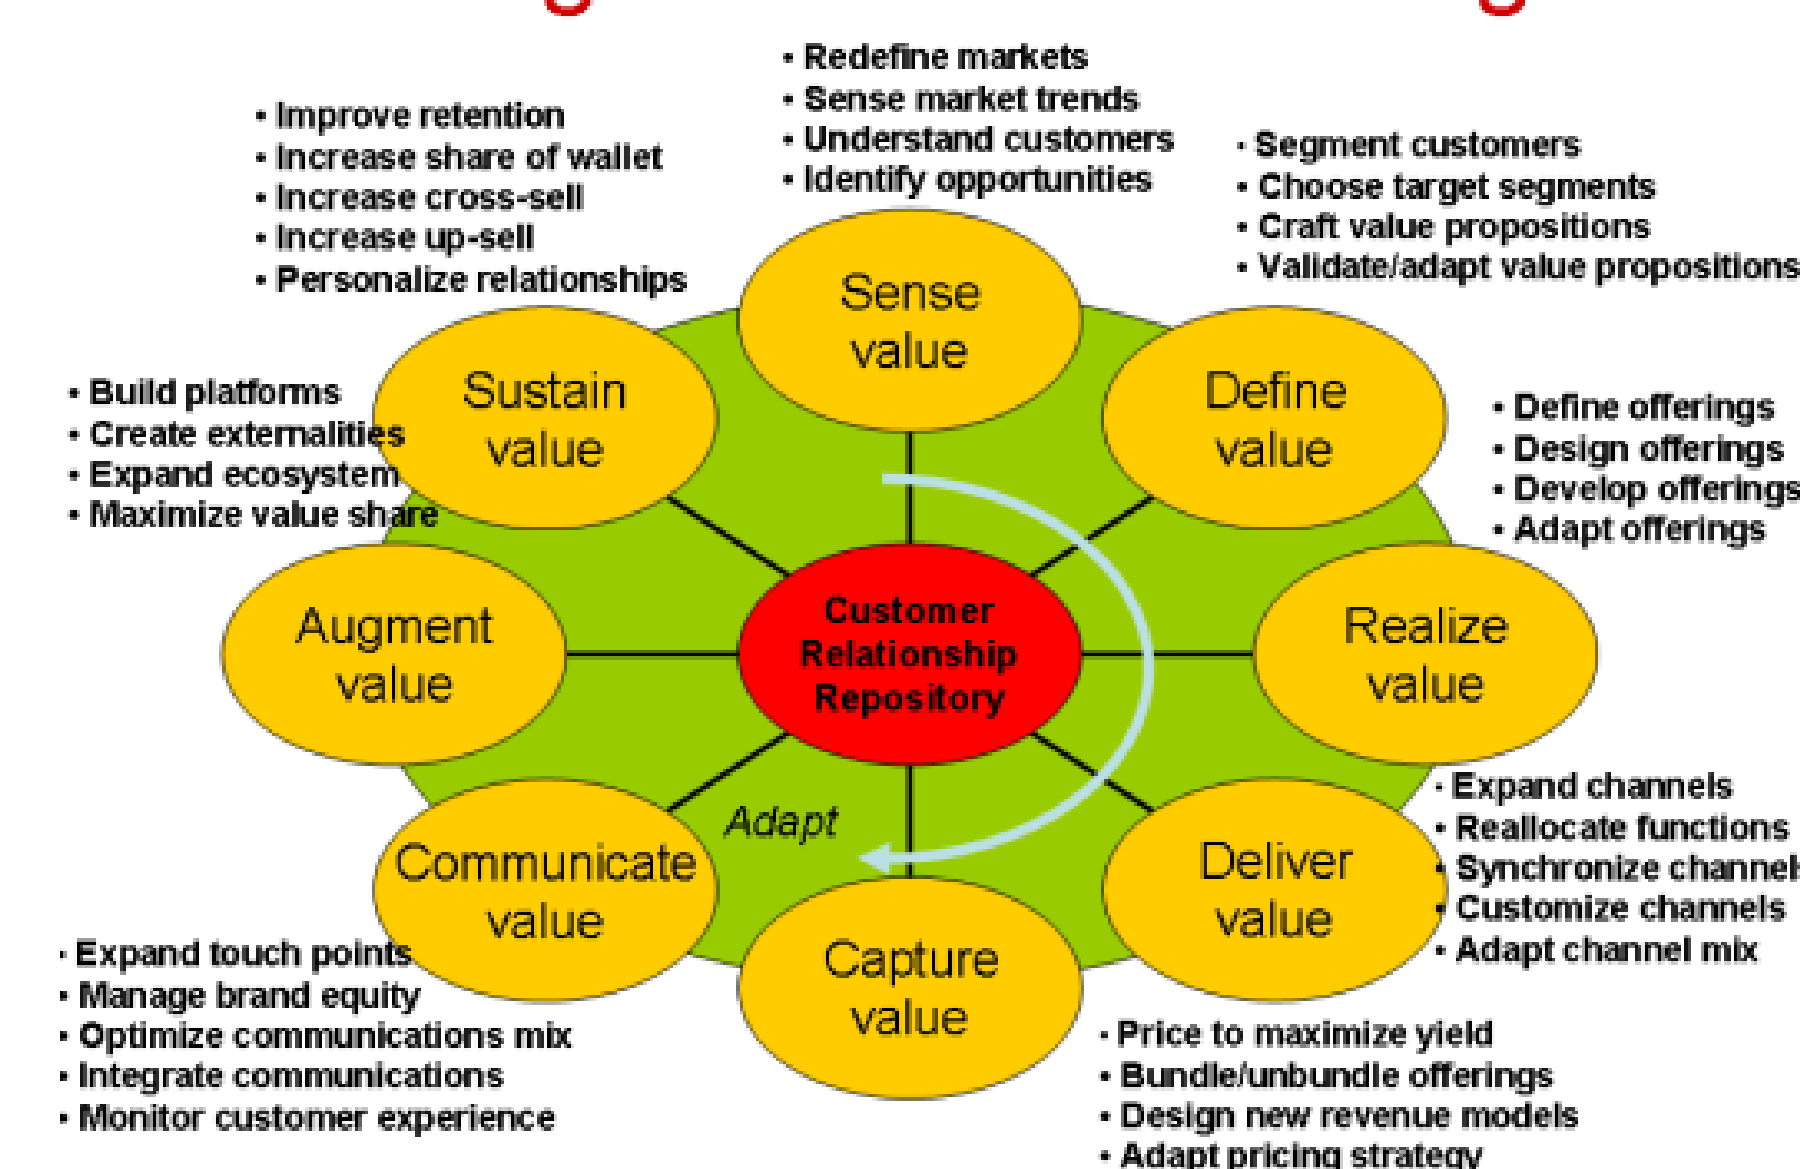 • Redefine markets
• Sense market trends
• Understand customers
• Identify opportunities
• Improve retention
• Increase share of wallet
• Increase cross-sell
• Increase up-sell
• Personalize relationships
· Segment customers
• Choose target segments
• Craft value propositions
• Validate/adapt value propositions
Sense
value
Sustain
value
Define
value
• Build platforms
• Create externalities
• Expand ecosystem
• Maximize value share
• Define offerings
• Design offerings
• Develop offerings
• Adapt offerings
Augment
value
Customer
Relationship
Repository
Realize
value
Adapt
Communicate
value
Deliver
value
· Expand channels
• Reallocate functions
• Synchronize channels
• Customize channels
• Adapt channel mix
Capture
value
· Expand touch points
• Manage brand equity
• Optimize communications mix
• Integrate communications
• Monitor customer experience
· Price to maximize yield
• Bundle/unbundle offerings
• Design new revenue models
• Adapt pricing strategy